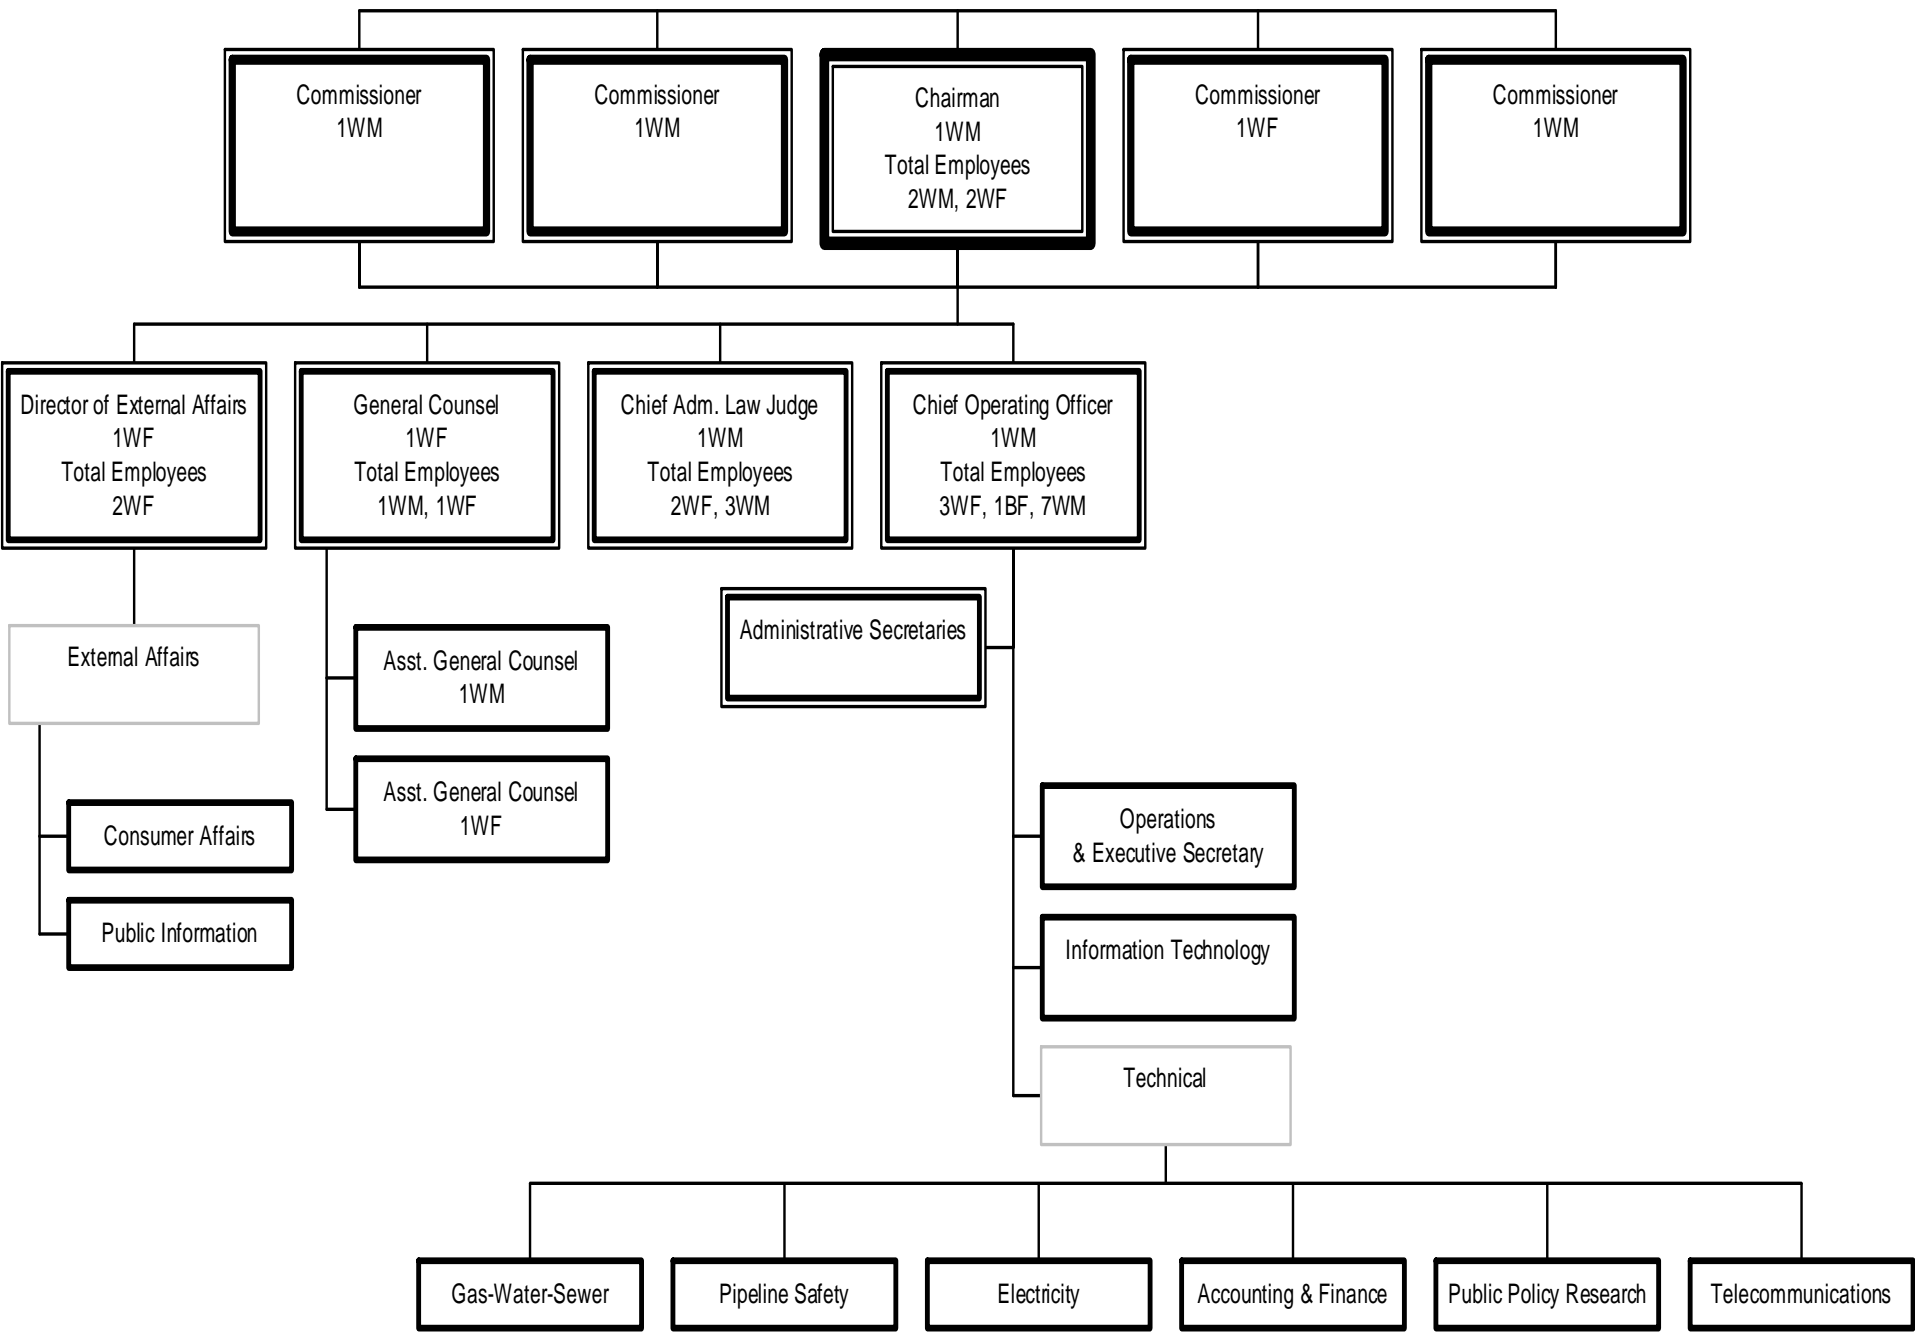 Commissioner
1WM
Commissioner
1WM
Chairman
1WM
Total Employees
2WM, 2WF
Commissioner
1WF
Commissioner
1WM
Director of External Affairs
1WF
Total Employees
2WF
General Counsel
1WF
Total Employees
1WM, 1WF
Chief Adm. Law Judge
1WM
Total Employees
2WF, 3WM
Chief Operating Officer
1WM
Total Employees
3WF, 1BF, 7WM
External Affairs
Consumer Affairs
Public Information
Asst. General Counsel
1WM
Asst. General Counsel
1WF
Administrative Secretaries
Operations
& Executive Secretary
Information Technology
Technical
Gas-Water-Sewer
Pipeline Safety
Electricity
Accounting & Finance
Public Policy Research
Telecommunications